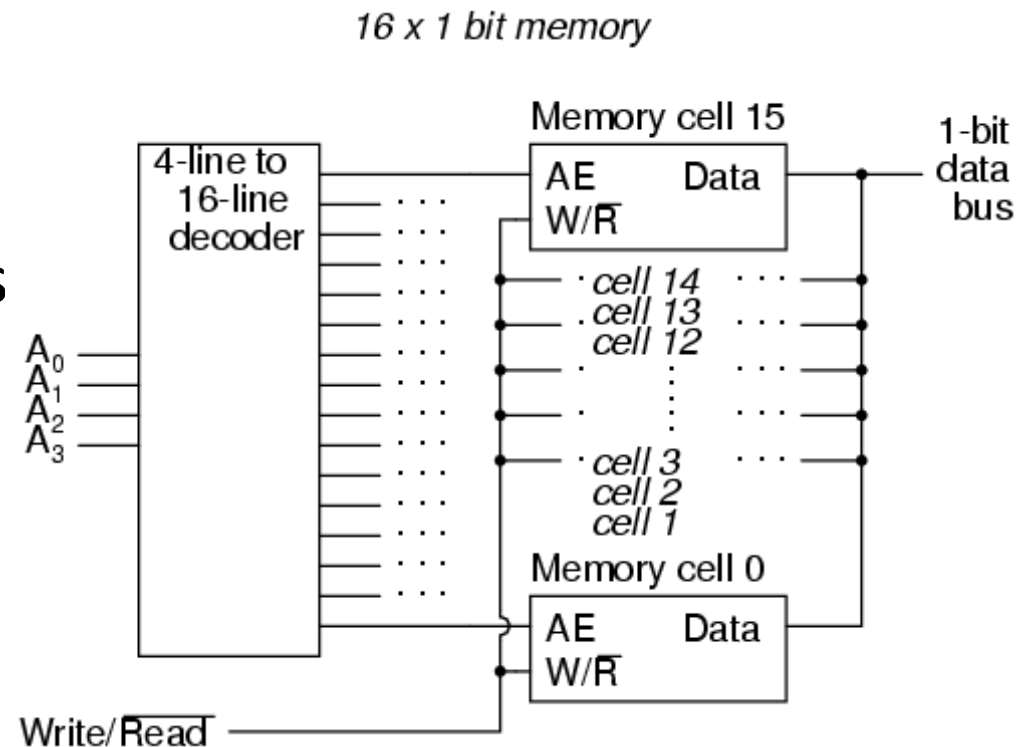 16 x 1 bit memory
Memory cell 15
1-bit
data
bus
4-line to
16-line
decoder
AE Data
W/R̅
s
cell 14
cell 13
cell 12
A₀
A₁
A₂
A₃
cell 3
cell 2
cell 1
Memory cell 0
AE Data
W/R̅
Write/R̅e̅a̅d̅